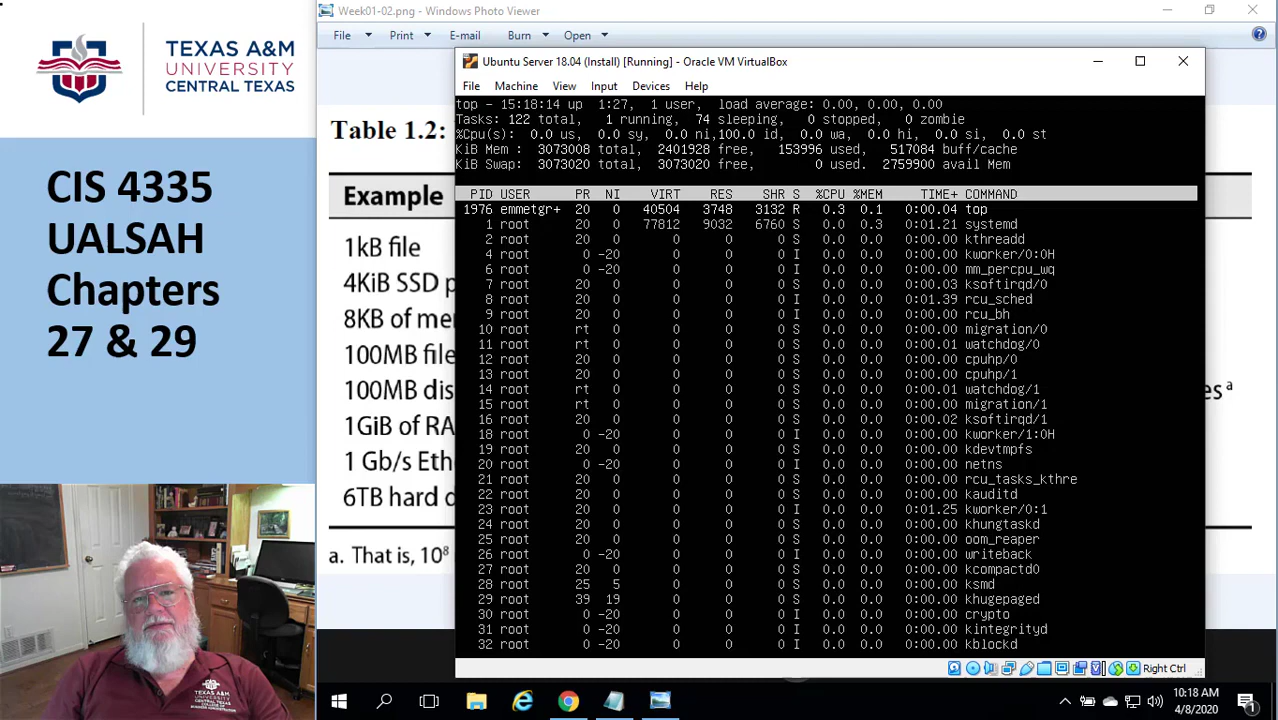 TEXAS A&M
UNIVERSITY
CENTRAL TEXAS
CIS 4335
UALSAH
Chapters
27 & 29
TEXAS A&M
UNIVERSITY
CENTRAL TEXAS
Week01-02.png - Windows Photo Viewer
File Print E-mail Burn Open
Table 1.2:
Example
1kB file
4KiB SSD p
8KB of me
100MB file
100MB dis
es a
1GiB of RA
1 Gb/s Eth
6TB hard d
a. That is, 10⁸
Ubuntu Server 18.04 (Install) [Running] - Oracle VM VirtualBox
File Machine View Input Devices Help
top - 15:18:14 up  1:27,  1 user,  load average: 0.00, 0.00, 0.00
Tasks: 122 total,   1 running,  74 sleeping,   0 stopped,   0 zombie
%Cpu(s):  0.0 us,  0.0 sy,  0.0 ni,100.0 id,  0.0 wa,  0.0 hi,  0.0 si,  0.0 st
KiB Mem :  3073008 total,  2401928 free,   153996 used,   517084 buff/cache
KiB Swap:  3073020 total,  3073020 free,        0 used.  2759900 avail Mem
PID USER PR NI VIRT RES SHR S %CPU %MEM TIME+ COMMAND
1976 emmetgr+ 20 0 40504 3748 3132 R 0.3 0.1 0:00.04 top
1 root 20 0 77812 9032 6760 S 0.0 0.3 0:01.21 systemd
2 root 20 0 0 0 0 S 0.0 0.0 0:00.00 kthreadd
4 root 0 -20 0 0 0 I 0.0 0.0 0:00.00 kworker/0:0H
6 root 0 -20 0 0 0 I 0.0 0.0 0:00.00 mm_percpu_wq
7 root 20 0 0 0 0 S 0.0 0.0 0:00.03 ksoftirqd/0
8 root 20 0 0 0 0 I 0.0 0.0 0:01.39 rcu_sched
9 root 20 0 0 0 0 I 0.0 0.0 0:00.00 rcu_bh
10 root rt 0 0 0 0 S 0.0 0.0 0:00.00 migration/0
11 root rt 0 0 0 0 S 0.0 0.0 0:00.01 watchdog/0
12 root 20 0 0 0 0 S 0.0 0.0 0:00.00 cpuhp/0
13 root 20 0 0 0 0 S 0.0 0.0 0:00.00 cpuhp/1
14 root rt 0 0 0 0 S 0.0 0.0 0:00.01 watchdog/1
15 root rt 0 0 0 0 S 0.0 0.0 0:00.00 migration/1
16 root 20 0 0 0 0 S 0.0 0.0 0:00.02 ksoftirqd/1
18 root 0 -20 0 0 0 I 0.0 0.0 0:00.00 kworker/1:0H
19 root 20 0 0 0 0 S 0.0 0.0 0:00.00 kdevtmpfs
20 root 0 -20 0 0 0 I 0.0 0.0 0:00.00 netns
21 root 20 0 0 0 0 S 0.0 0.0 0:00.00 rcu_tasks_kthre
22 root 20 0 0 0 0 S 0.0 0.0 0:00.00 kauditd
23 root 20 0 0 0 0 I 0.0 0.0 0:01.25 kworker/0:1
24 root 20 0 0 0 0 S 0.0 0.0 0:00.00 khungtaskd
25 root 20 0 0 0 0 S 0.0 0.0 0:00.00 oom_reaper
26 root 0 -20 0 0 0 I 0.0 0.0 0:00.00 writeback
27 root 20 0 0 0 0 S 0.0 0.0 0:00.00 kcompactd0
28 root 25 5 0 0 0 S 0.0 0.0 0:00.00 ksmd
29 root 39 19 0 0 0 S 0.0 0.0 0:00.00 khugepaged
30 root 0 -20 0 0 0 I 0.0 0.0 0:00.00 crypto
31 root 0 -20 0 0 0 I 0.0 0.0 0:00.00 kintegrityd
32 root 0 -20 0 0 0 I 0.0 0.0 0:00.00 kblockd
Right Ctrl
10:18 AM
4/8/2020
1